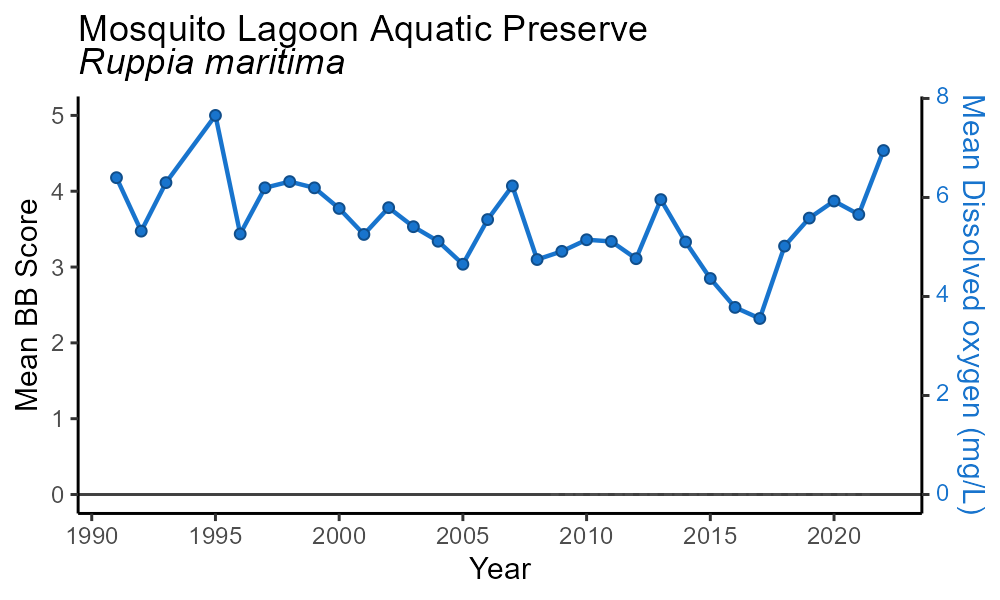 Mosquito Lagoon Aquatic Preserve
Ruppia maritima
Mean BB Score
5
4
3
2
1
0
8
6
4
2
0
Mean Dissolved oxygen (mg/L)
1990 1995 2000 2005 2010 2015 2020
Year